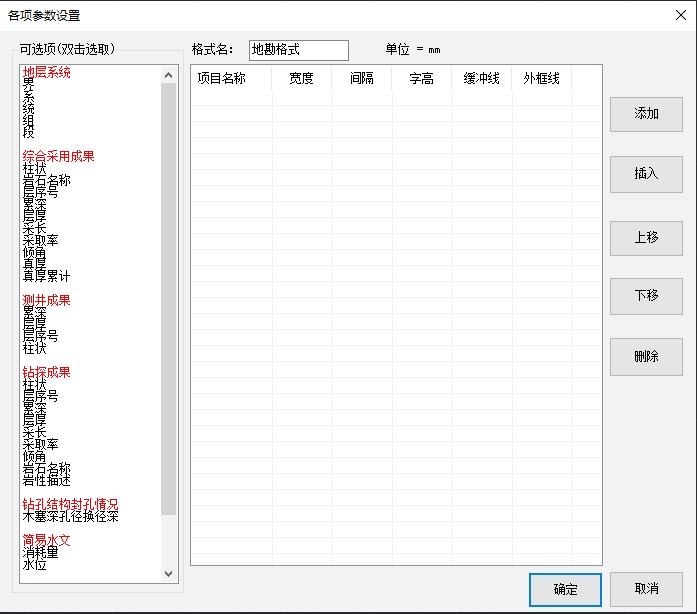 各项参数设置
可选项(双击选取)
地层系统
界
系
统
组
段
综合采用成果
柱状
岩石名称
层序号
累深
层厚
采长
采取率
倾角
真厚
真厚累计
测井成果
累深
层厚
层序号
柱状
钻探成果
柱状
层序号
累深
层厚
采长
采取率
倾角
岩石名称
岩性描述
钻孔结构封孔情况
木塞深孔径换径深
简易水文
消耗量
水位
格式名： 地勘格式 单位 = mm
项目名称 宽度 间隔 字高 缓冲线 外框线
添加
插入
上移
下移
删除
确定 取消